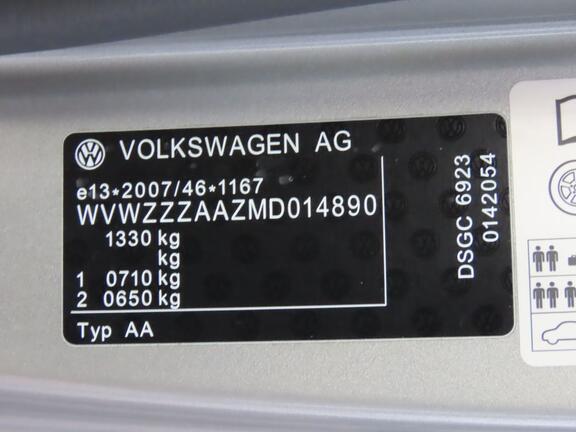 VOLKSWAGEN AG
e13*2007/46*1167
WVWZZZAAZMD014890
1330 kg
kg
1 0710 kg
2 0650 kg
Typ AA
DSGC 6923
0142054